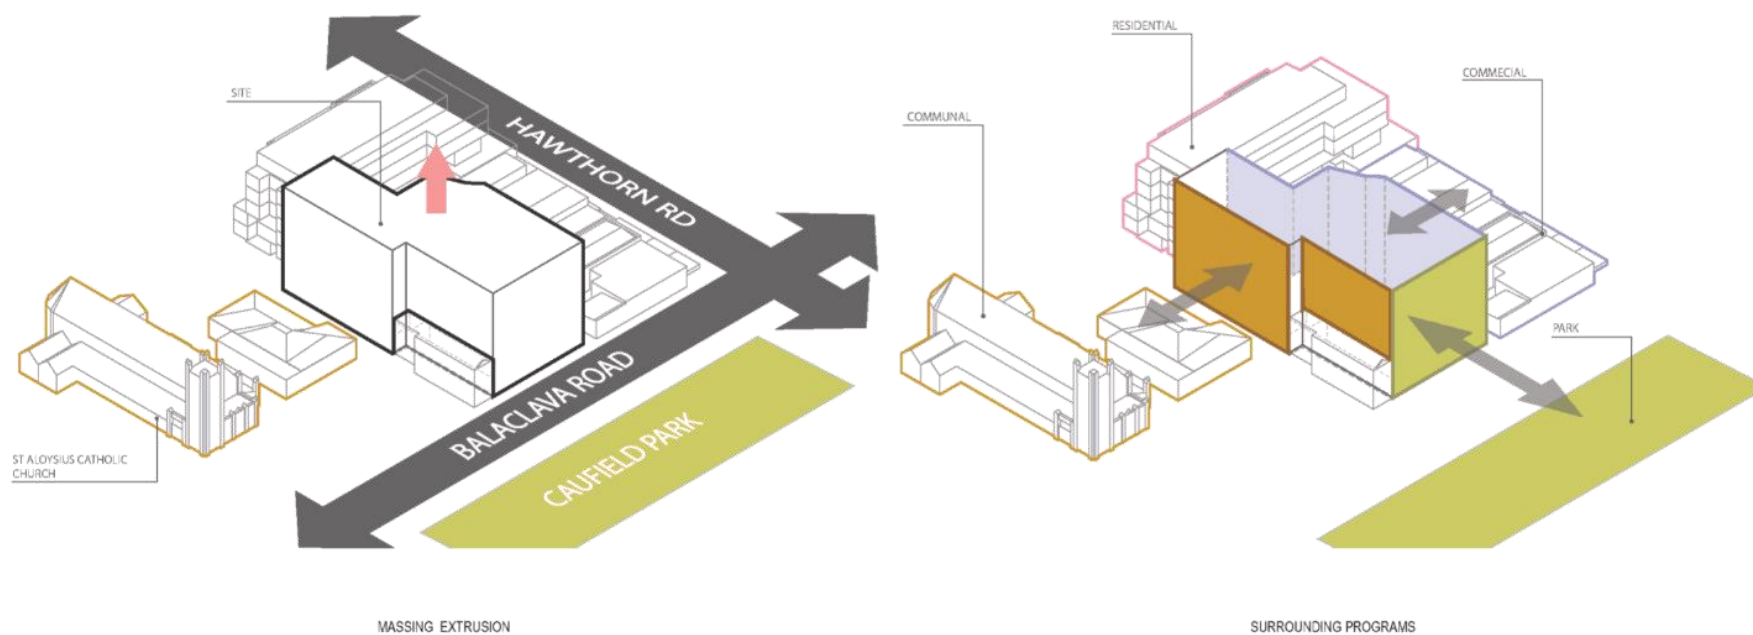 SITE
HAWTHORN RD
BALACLAVA ROAD
CAUFIELD PARK
ST ALOYSIUS CATHOLIC
CHURCH
MASSING EXTRUSION
RESIDENTIAL
COMMECIAL
COMMUNAL
PARK
SURROUNDING PROGRAMS